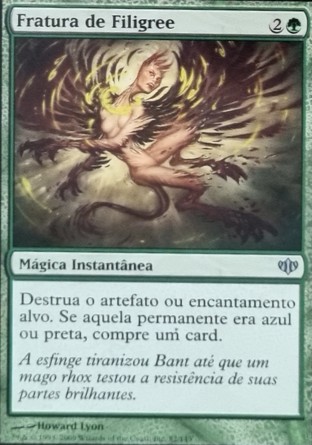 Fratura de Filigree 2
Mágica Instantânea
Destrua o artefato ou encantamento
alvo. Se aquela permanente era azul
ou preta, compre um card.
A esfinge tiranizou Bant até que um
mago rhox testou a resistência de suas
partes brilhantes.
Howard Lyon